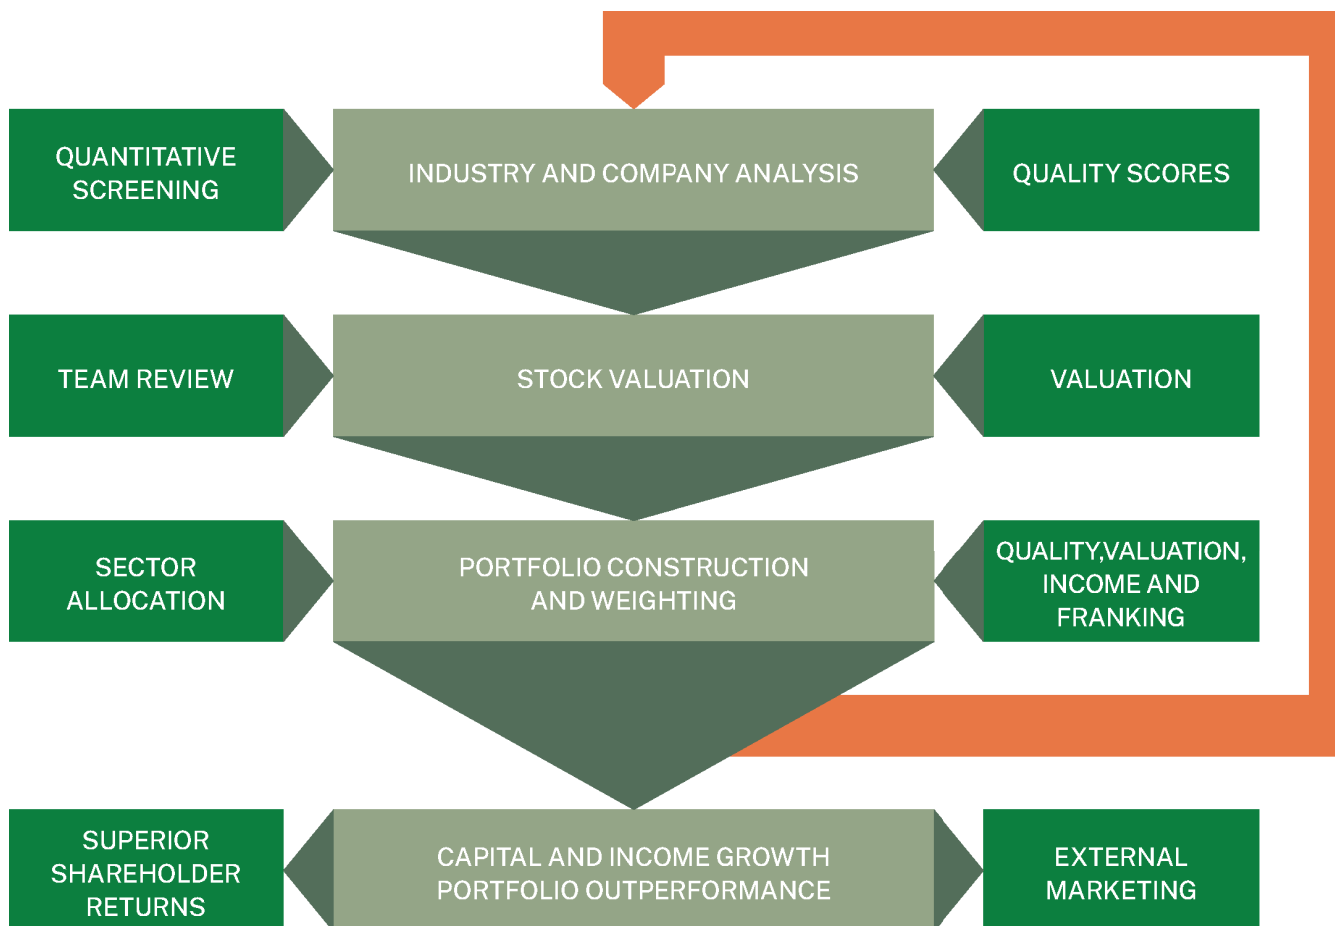 QUANTITATIVE
SCREENING
INDUSTRY AND COMPANY ANALYSIS
QUALITY SCORES
TEAM REVIEW
STOCK VALUATION
VALUATION
SECTOR
ALLOCATION
PORTFOLIO CONSTRUCTION
AND WEIGHTING
QUALITY,VALUATION,
INCOME AND
FRANKING
SUPERIOR
SHAREHOLDER
RETURNS
CAPITAL AND INCOME GROWTH
PORTFOLIO OUTPERFORMANCE
EXTERNAL
MARKETING